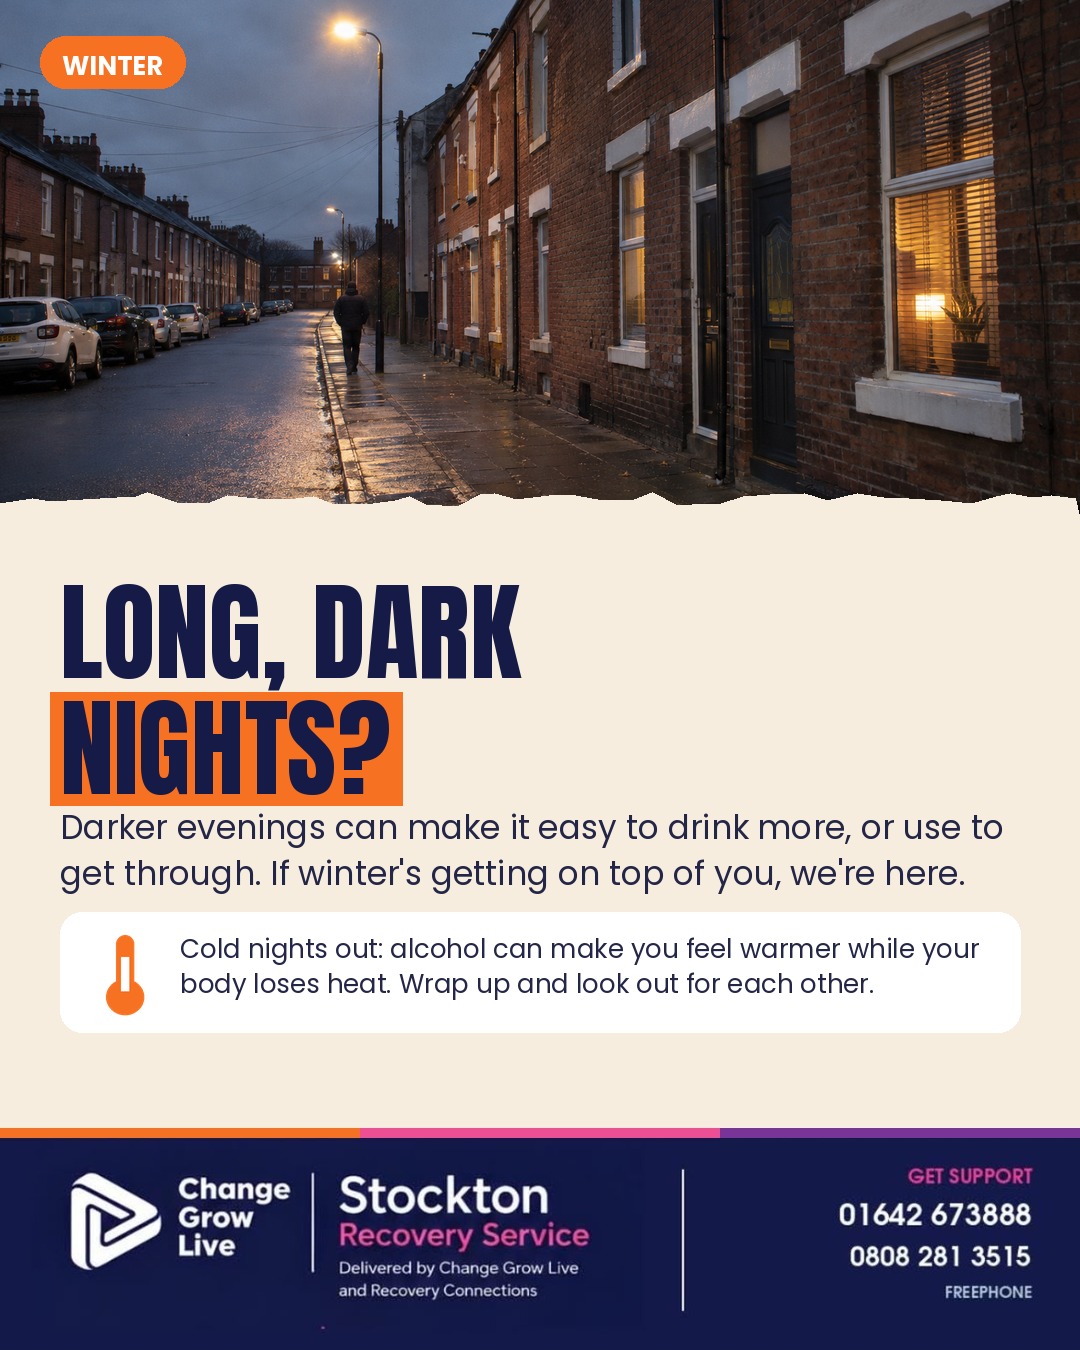 WINTER
LONG, DARK
NIGHTS?
Darker evenings can make it easy to drink more, or use to
get through. If winter's getting on top of you, we're here.
Cold nights out: alcohol can make you feel warmer while your
body loses heat. Wrap up and look out for each other.
Change
Grow
Live
Stockton
Recovery Service
Delivered by Change Grow Live
and Recovery Connections
GET SUPPORT
01642 673888
0808 281 3515
FREEPHONE